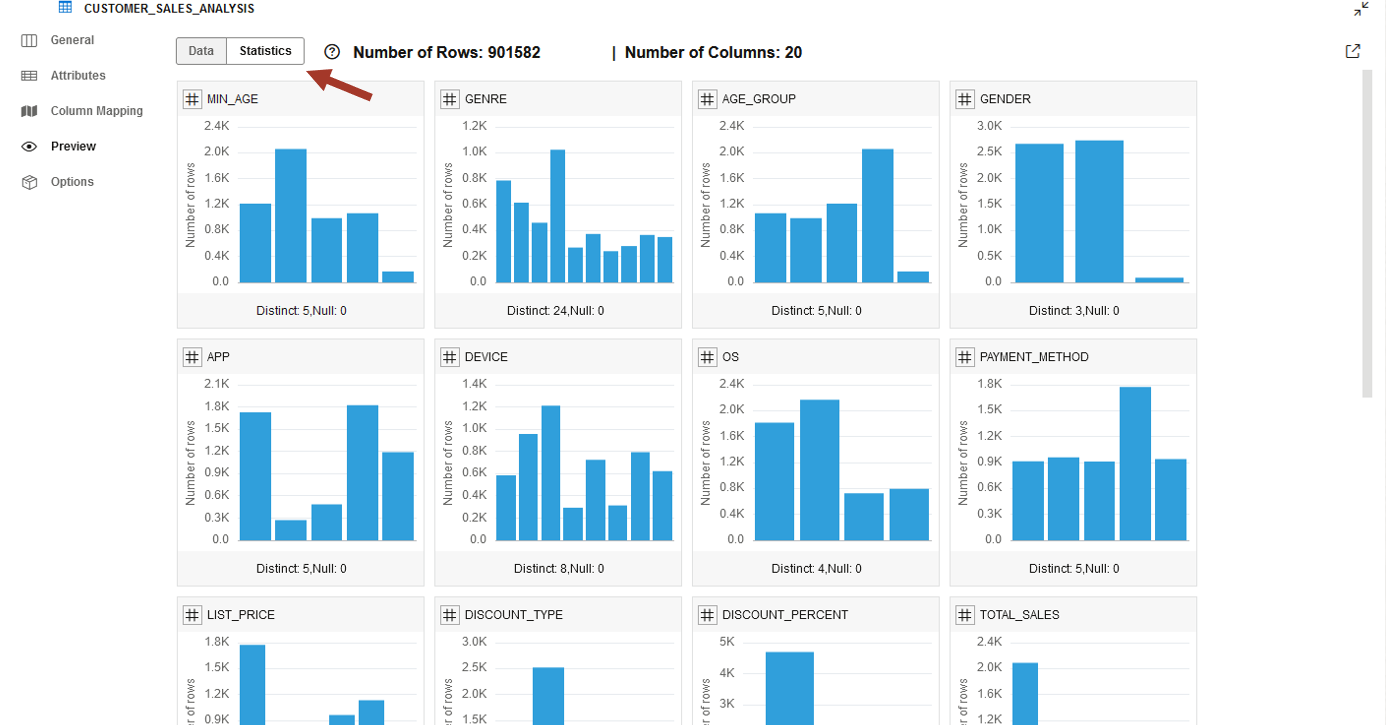 CUSTOMER_SALES_ANALYSIS
General
Attributes
Column Mapping
Preview
Options
Data
Statistics
Number of Rows: 901582 | Number of Columns: 20
MIN_AGE
Number of rows
2.4K
2.0K
1.6K
1.2K
0.8K
0.4K
0.0
Distinct: 5,Null: 0
GENRE
Number of rows
1.2K
1.0K
0.8K
0.6K
0.4K
0.2K
0.0
Distinct: 24,Null: 0
AGE_GROUP
Number of rows
2.4K
2.0K
1.6K
1.2K
0.8K
0.4K
0.0
Distinct: 5,Null: 0
GENDER
Number of rows
3.0K
2.5K
2.0K
1.5K
1.0K
0.5K
0.0
Distinct: 3,Null: 0
APP
Number of rows
2.1K
1.8K
1.5K
1.2K
0.9K
0.6K
0.3K
0.0
Distinct: 5,Null: 0
DEVICE
Number of rows
1.4K
1.2K
1.0K
0.8K
0.6K
0.4K
0.2K
0.0
Distinct: 8,Null: 0
OS
Number of rows
2.4K
2.0K
1.6K
1.2K
0.8K
0.4K
0.0
Distinct: 4,Null: 0
PAYMENT_METHOD
Number of rows
1.8K
1.5K
1.2K
0.9K
0.6K
0.3K
0.0
Distinct: 5,Null: 0
LIST_PRICE
of rows
1.8K
1.5K
1.2K
0.9K
DISCOUNT_TYPE
of rows
3.0K
2.5K
2.0K
1.5K
DISCOUNT_PERCENT
of rows
5K
4K
3K
TOTAL_SALES
of rows
2.4K
2.0K
1.6K
1.2K